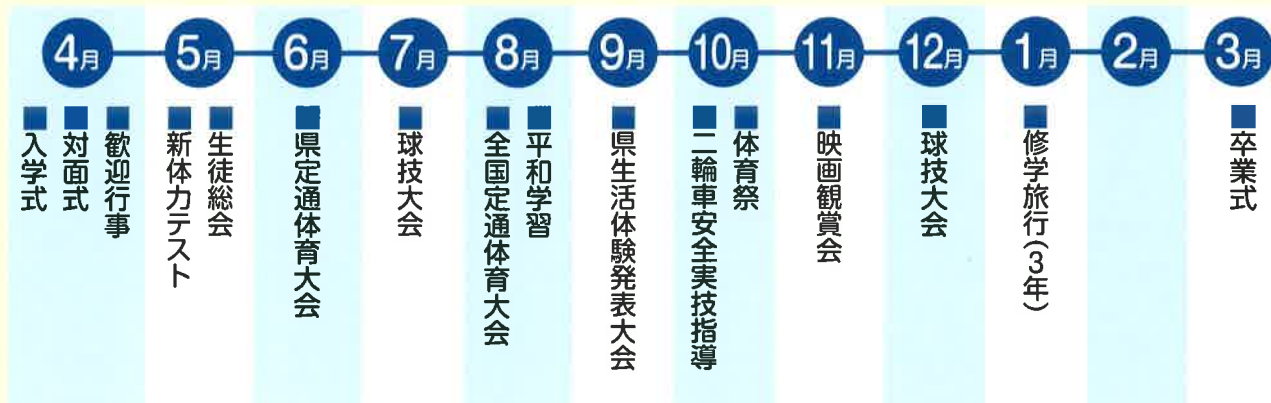 4月
■入学式
■対面式
■歓迎行事
5月
■新体力テスト
■生徒総会
6月
■県定通体育大会
7月
■球技大会
8月
■全国定通体育大会
■平和学習
9月
■県生活体験発表大会
10月
■二輪車安全実技指導
■体育祭
11月
■映画観賞会
12月
■球技大会
1月
■修学旅行(3年)
2月
3月
■卒業式